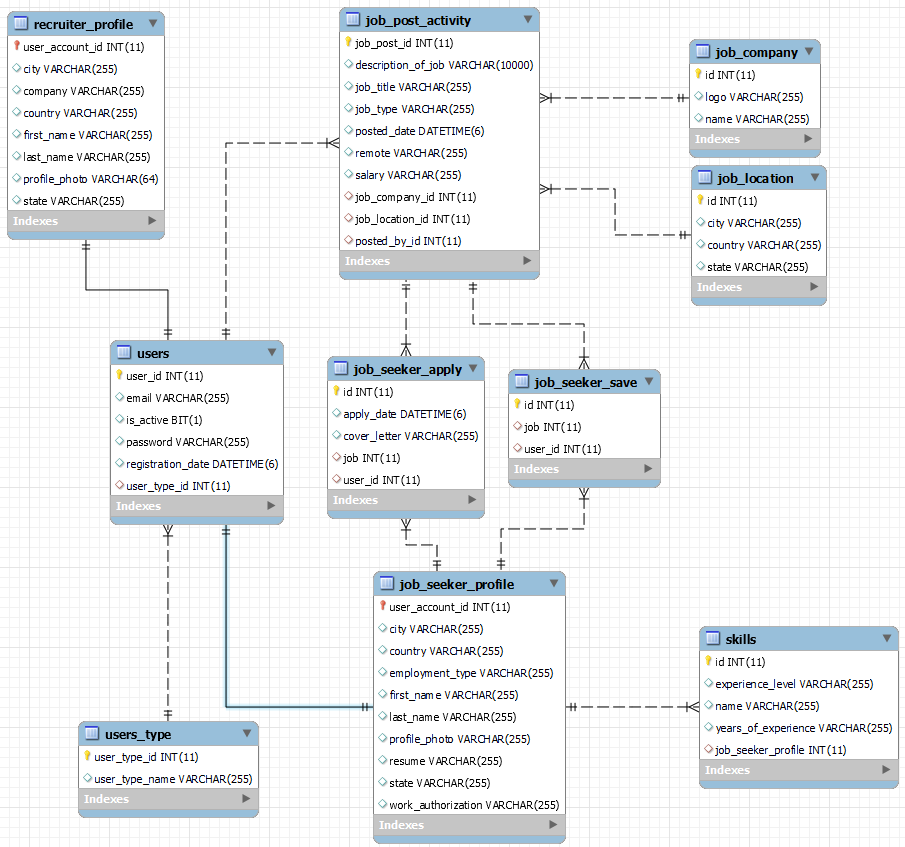 recruiter_profile
user_account_id INT(11)
city VARCHAR(255)
company VARCHAR(255)
country VARCHAR(255)
first_name VARCHAR(255)
last_name VARCHAR(255)
profile_photo VARCHAR(64)
state VARCHAR(255)
Indexes
job_post_activity
job_post_id INT(11)
description_of_job VARCHAR(10000)
job_title VARCHAR(255)
job_type VARCHAR(255)
posted_date DATETIME(6)
remote VARCHAR(255)
salary VARCHAR(255)
job_company_id INT(11)
job_location_id INT(11)
posted_by_id INT(11)
Indexes
job_company
id INT(11)
logo VARCHAR(255)
name VARCHAR(255)
Indexes
job_location
id INT(11)
city VARCHAR(255)
country VARCHAR(255)
state VARCHAR(255)
Indexes
users
user_id INT(11)
email VARCHAR(255)
is_active BIT(1)
password VARCHAR(255)
registration_date DATETIME(6)
user_type_id INT(11)
Indexes
job_seeker_apply
id INT(11)
apply_date DATETIME(6)
cover_letter VARCHAR(255)
job INT(11)
user_id INT(11)
Indexes
job_seeker_save
id INT(11)
job INT(11)
user_id INT(11)
Indexes
users_type
user_type_id INT(11)
user_type_name VARCHAR(255)
Indexes
job_seeker_profile
user_account_id INT(11)
city VARCHAR(255)
country VARCHAR(255)
employment_type VARCHAR(255)
first_name VARCHAR(255)
last_name VARCHAR(255)
profile_photo VARCHAR(255)
resume VARCHAR(255)
state VARCHAR(255)
work_authorization VARCHAR(255)
Indexes
skills
id INT(11)
experience_level VARCHAR(255)
name VARCHAR(255)
years_of_experience VARCHAR(255)
job_seeker_profile INT(11)
Indexes